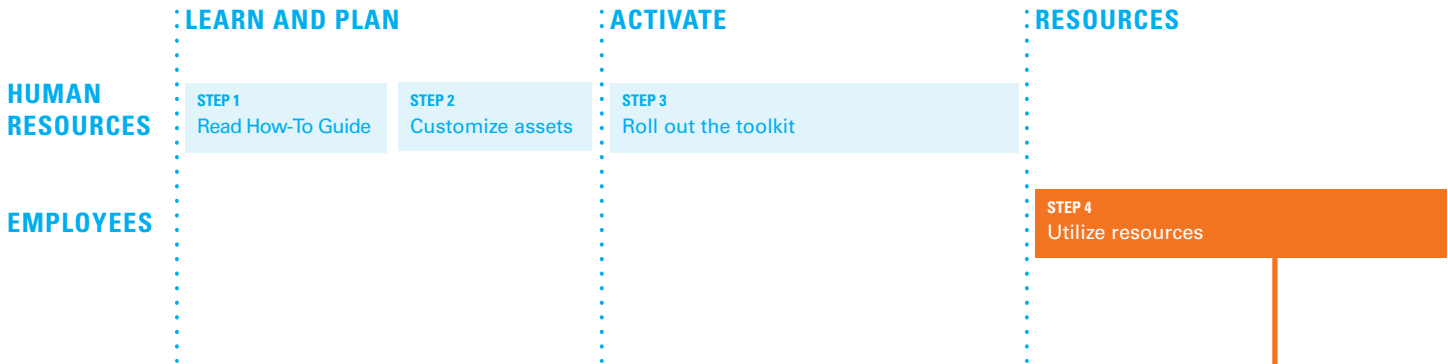 LEARN AND PLAN
ACTIVATE
RESOURCES
HUMAN
RESOURCES
STEP 1
Read How-To Guide
STEP 2
Customize assets
STEP 3
Roll out the toolkit
EMPLOYEES
STEP 4
Utilize resources